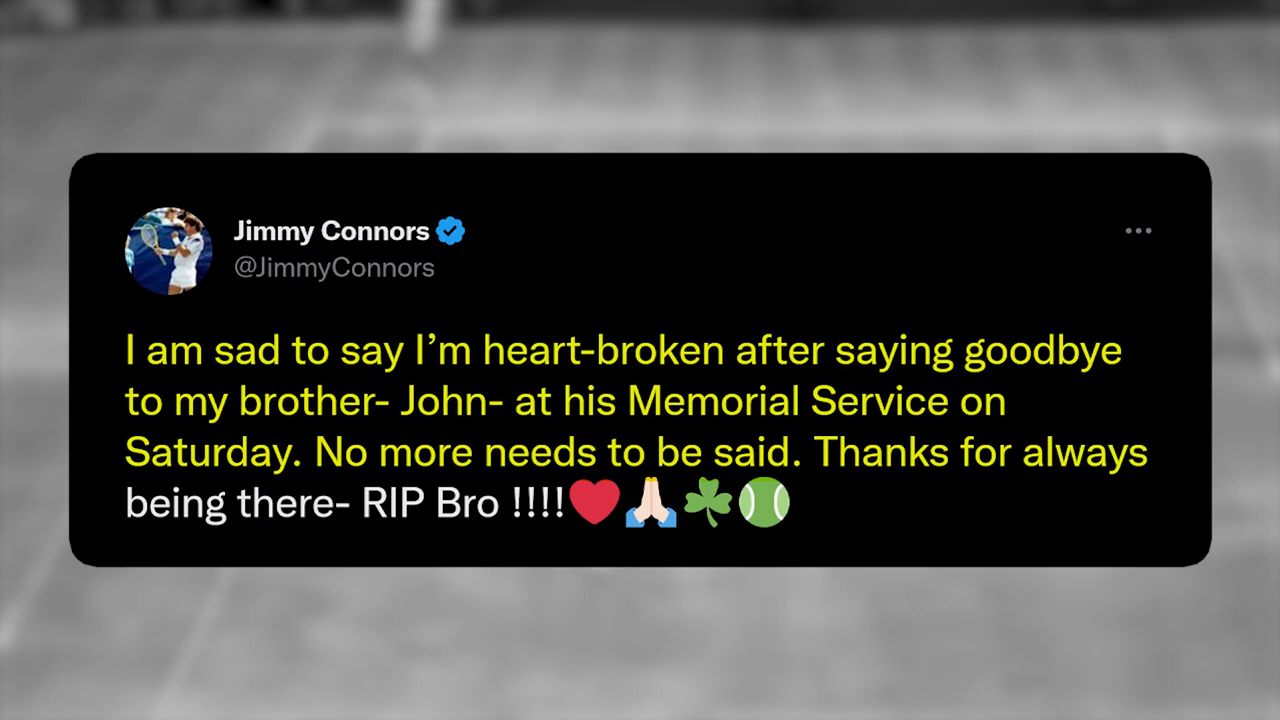 Jimmy Connors
@JimmyConnors
I am sad to say I’m heart-broken after saying goodbye
to my brother- John- at his Memorial Service on
Saturday. No more needs to be said. Thanks for always
being there- RIP Bro !!!!❤️🙏🏻☘️🎾